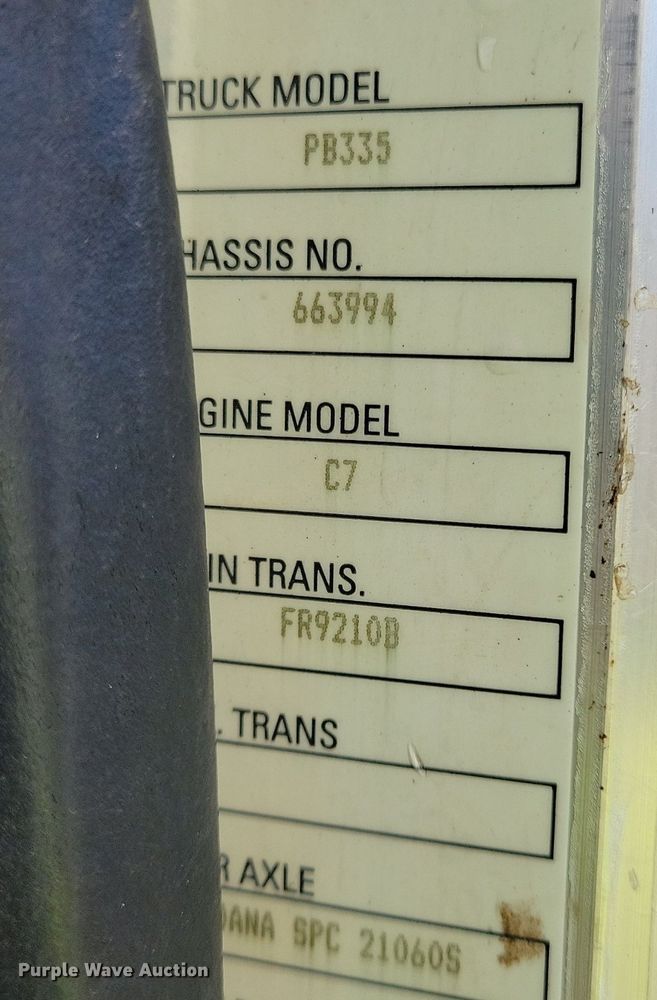 TRUCK MODEL
PB335
HASSIS NO.
663994
GINE MODEL
C7
IN TRANS.
FR9210B
. TRANS
R AXLE
DANA SPC 21060S
Purple Wave Auction